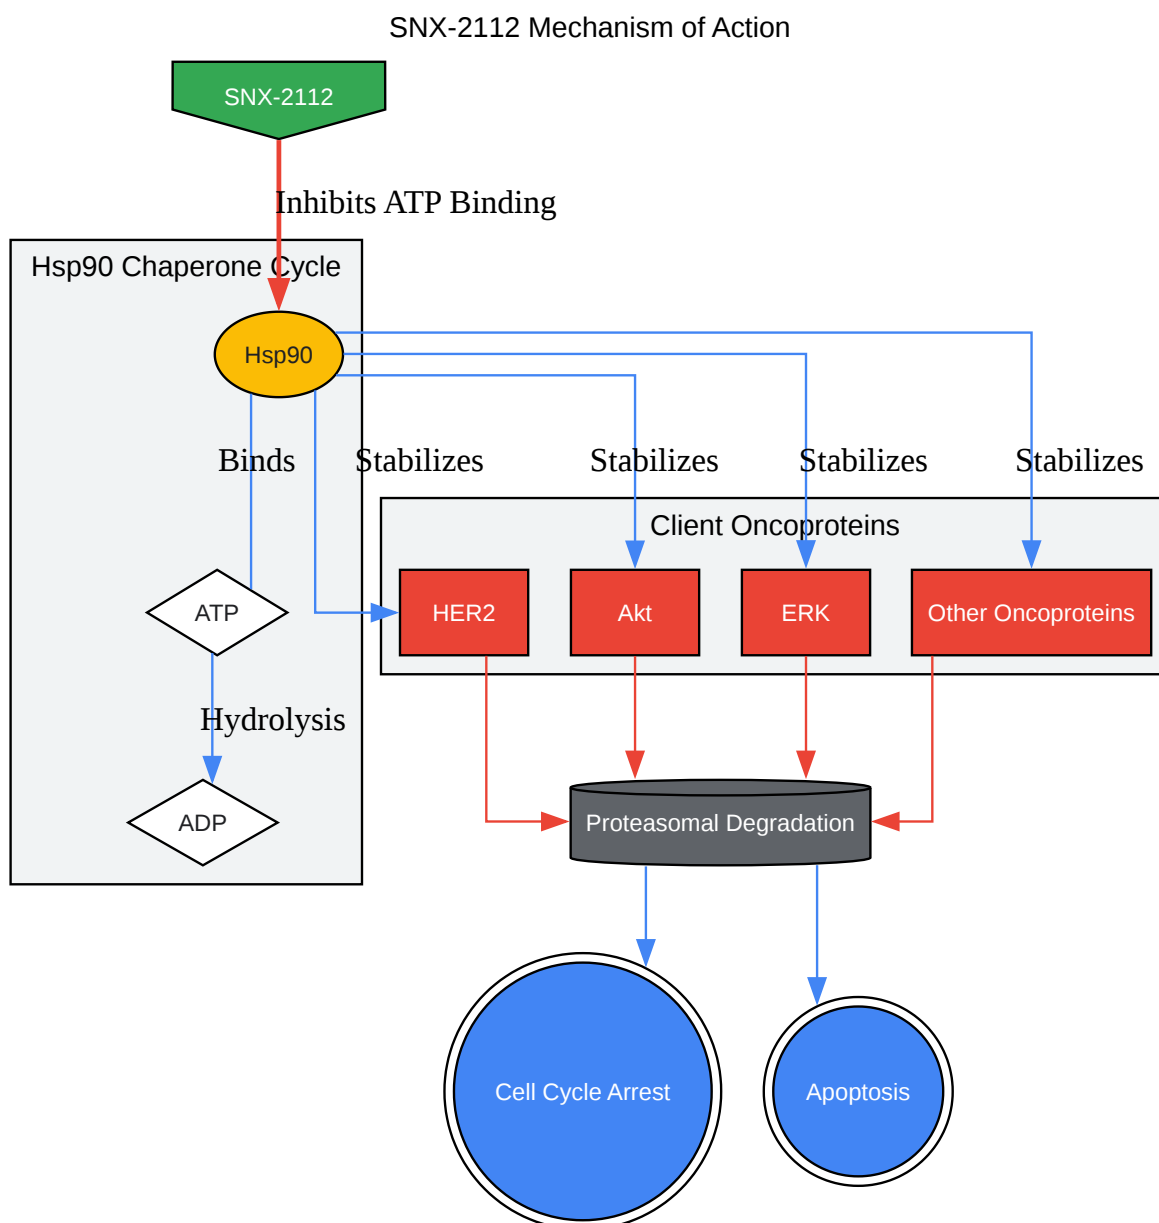 SNX-2112 Mechanism of Action
SNX-2112
Inhibits ATP Binding
Hsp90 Chaperone Cycle
Hsp90
Binds
Stabilizes
Stabilizes
Stabilizes
Stabilizes
Client Oncoproteins
ATP
HER2
Akt
ERK
Other Oncoproteins
Hydrolysis
ADP
Proteasomal Degradation
Cell Cycle Arrest
Apoptosis